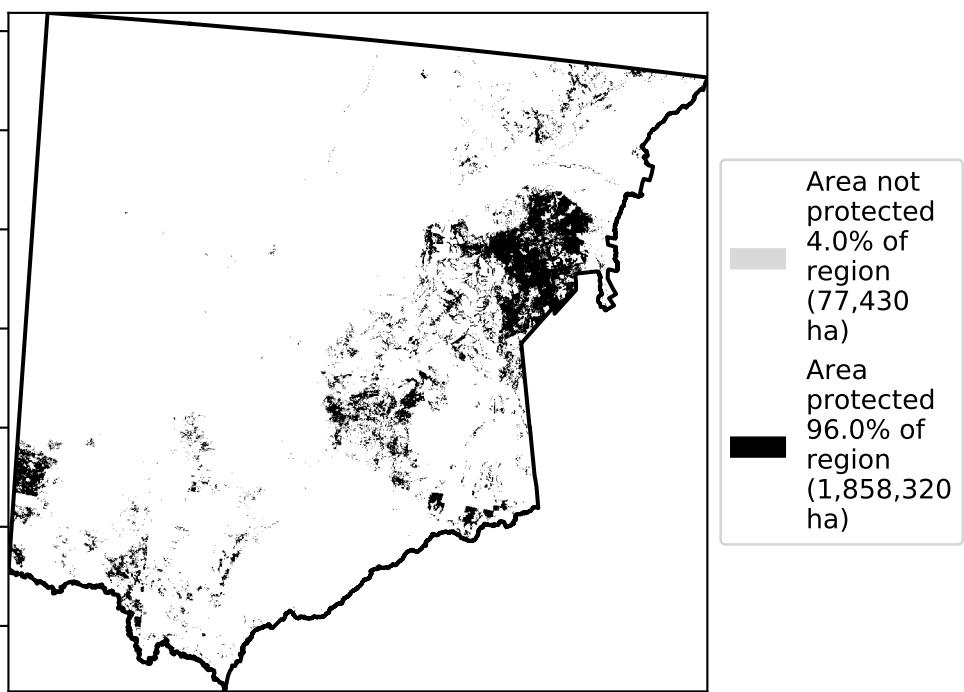 Area not
protected
4.0% of
region
(77,430
ha)
Area
protected
96.0% of
region
(1,858,320
ha)